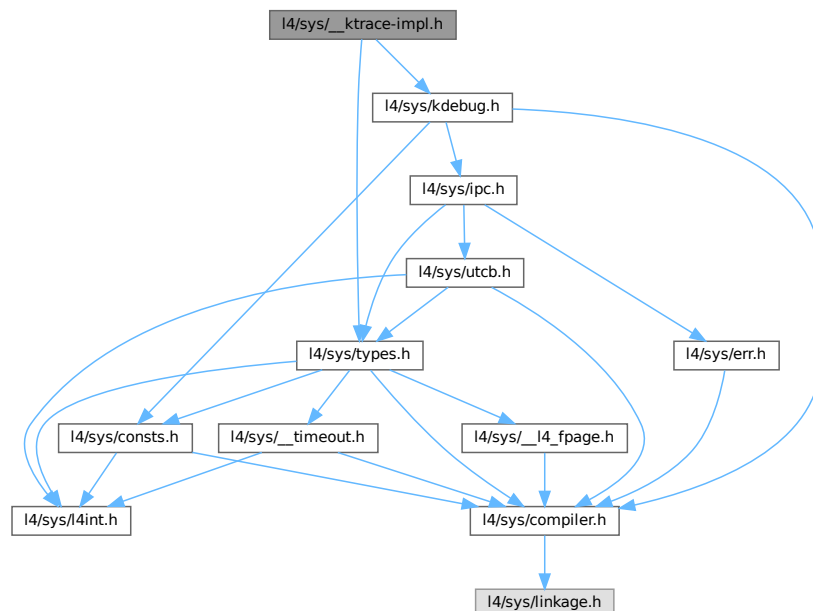 l4/sys/__ktrace-impl.h
l4/sys/kdebug.h
l4/sys/ipc.h
l4/sys/utcb.h
l4/sys/types.h
l4/sys/err.h
l4/sys/consts.h
l4/sys/__timeout.h
l4/sys/__l4_fpage.h
l4/sys/l4int.h
l4/sys/compiler.h
l4/sys/linkage.h